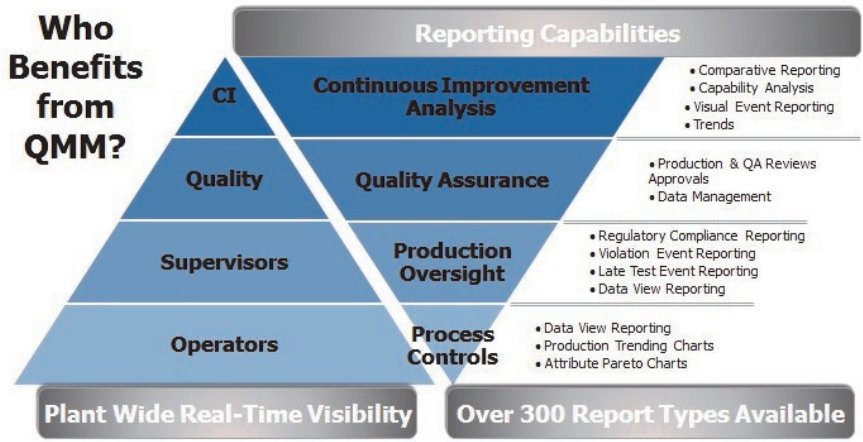 Who
Benefits
from
QMM?
Reporting Capabilities
CI
Continuous Improvement
Analysis
• Comparative Reporting
• Capability Analysis
• Visual Event Reporting
• Trends
Quality
Quality Assurance
• Production & QA Reviews
Approvals
• Data Management
Supervisors
Production
Oversight
• Regulatory Compliance Reporting
• Violation Event Reporting
• Late Test Event Reporting
• Data View Reporting
Operators
Process
Controls
• Data View Reporting
• Production Trending Charts
• Attribute Pareto Charts
Plant Wide Real-Time Visibility
Over 300 Report Types Available